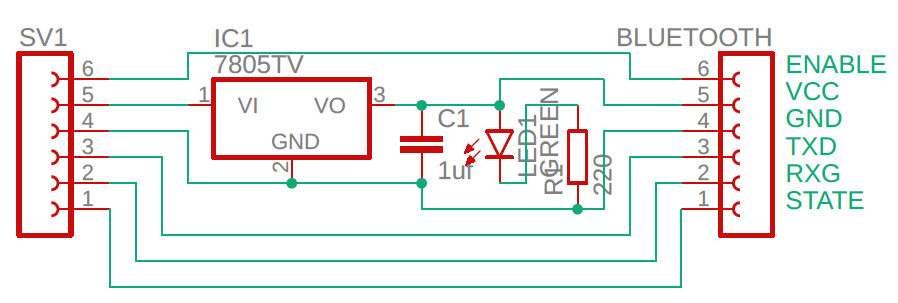 SV1
IC1
BLUETOOTH
7805TV
6
5
4
3
2
1
1
VI
VO
3
GND
2
C1
1uf
LED1
GREEN
R1
220
6
5
4
3
2
1
ENABLE
VCC
GND
TXD
RXG
STATE